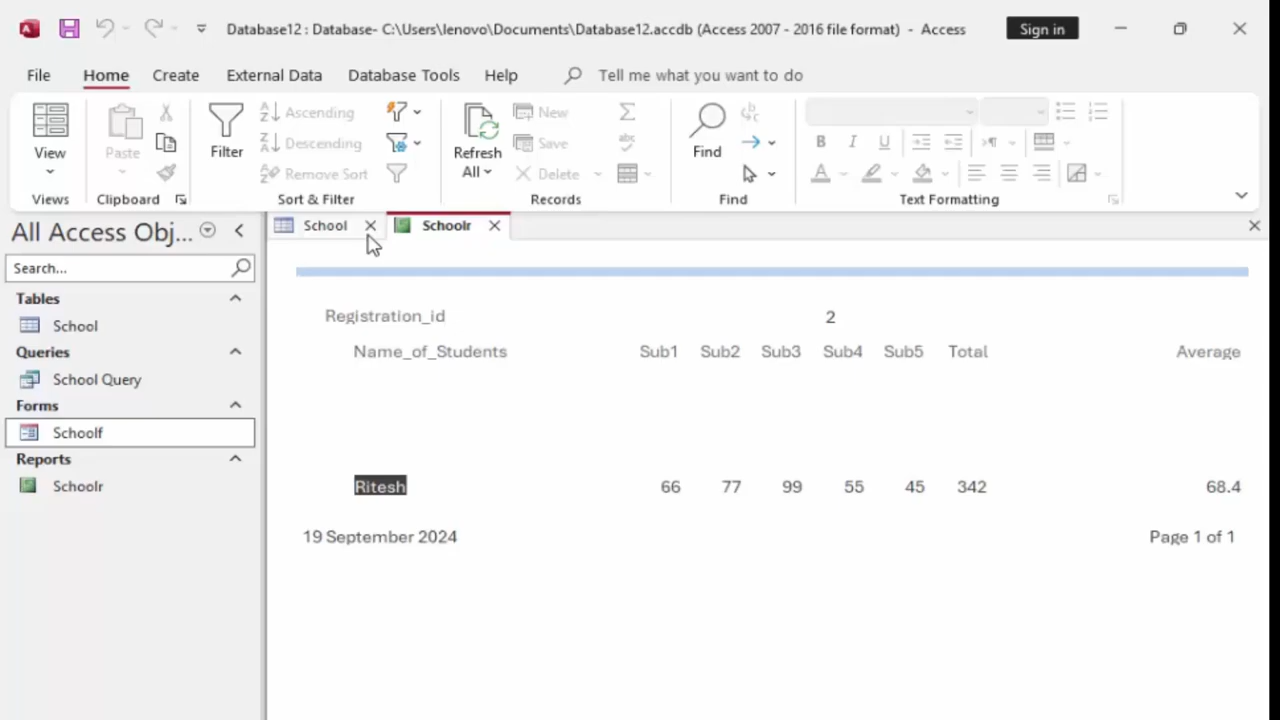 Database12 : Database- C:\Users\lenovo\Documents\Database12.accdb (Access 2007 - 2016 file format) - Access
Sign in
File Home Create External Data Database Tools Help Tell me what you want to do
View
Views
Paste
Clipboard
Filter
Ascending
Descending
Remove Sort
Sort & Filter
Refresh All
New
Save
Delete
Records
Find
Find
B I U
A
Text Formatting
All Access Obj...
Search...
Tables
School
Queries
School Query
Forms
Schoolf
Reports
Schoolr
School Schoolr
Registration_id 2
Name_of_Students Sub1 Sub2 Sub3 Sub4 Sub5 Total Average
Ritesh 66 77 99 55 45 342 68.4
19 September 2024 Page 1 of 1